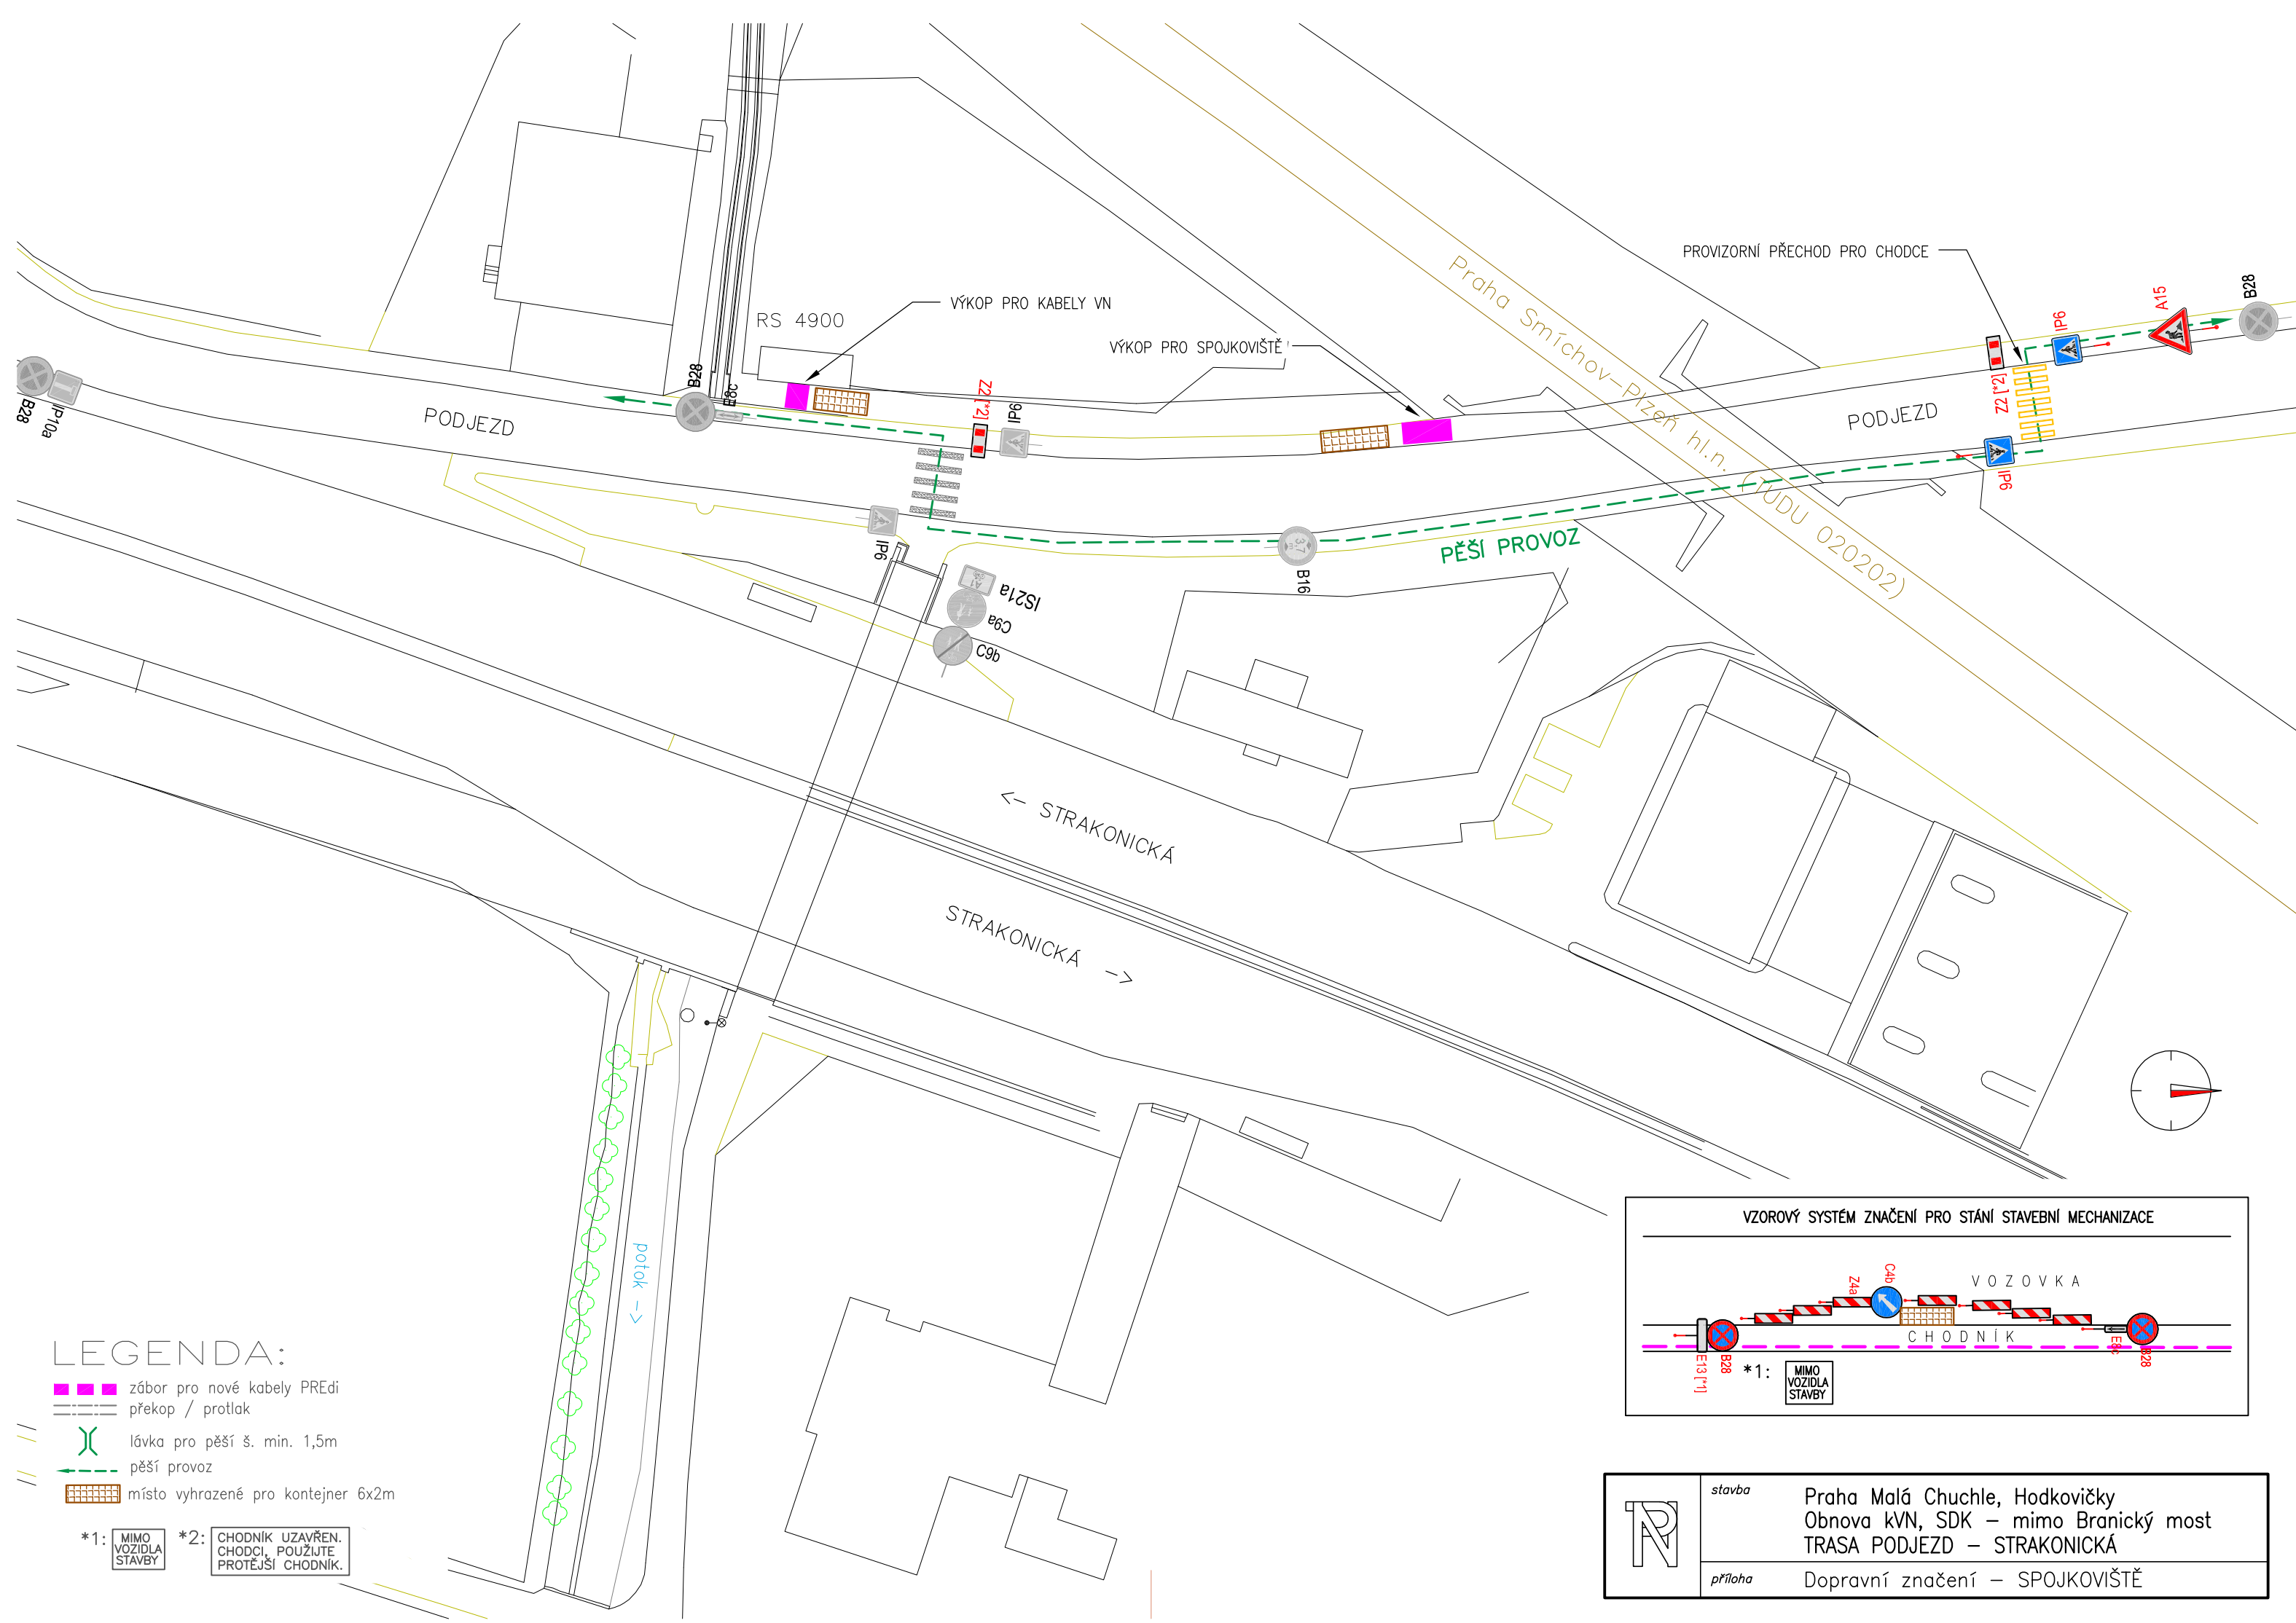 PROVIZORNÍ PŘECHOD PRO CHODCE
A15
B28
IP6
Z2 [*2]
Praha Smíchov-Plzeň hl.n. (TUDU 020202)
VÝKOP PRO KABELY VN
RS 4900
VÝKOP PRO SPOJKOVIŠTĚ
B28
E8c
Z2 [*2]
IP6
B28
IP10a
PODJEZD
PODJEZD
IP6
IP6
PĚŠÍ PROVOZ
B16
IS21a
C9a
C9b
<- STRAKONICKÁ
STRAKONICKÁ ->
potok ->
VZOROVÝ SYSTÉM ZNAČENÍ PRO STÁNÍ STAVEBNÍ MECHANIZACE
C4b
Z4a
VOZOVKA
CHODNÍK
E13 [*1]
B28
E8c
B28
*1:
MIMO
VOZIDLA
STAVBY
LEGENDA:
zábor pro nové kabely PREdi
překop / protlak
lávka pro pěší š. min. 1,5m
pěší provoz
místo vyhrazené pro kontejner 6x2m
*1:
MIMO
VOZIDLA
STAVBY
*2:
CHODNÍK UZAVŘEN.
CHODCI, POUŽIJTE
PROTĚJŠÍ CHODNÍK.
stavba
Praha Malá Chuchle, Hodkovičky
Obnova kVN, SDK – mimo Branický most
TRASA PODJEZD – STRAKONICKÁ
příloha
Dopravní značení – SPOJKOVIŠTĚ